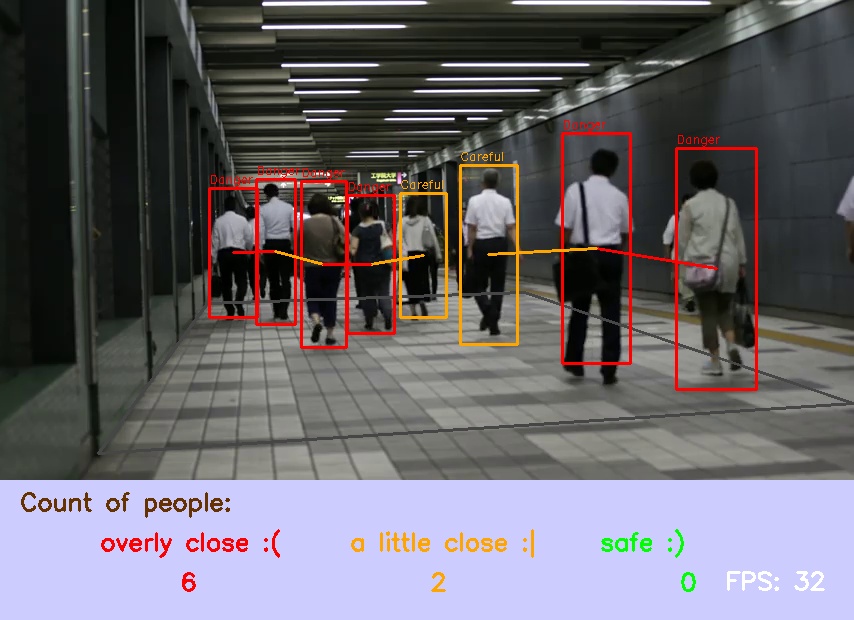 Danger
Danger
Danger
Danger
Careful
Careful
Danger
Danger
Count of people:
overly close :(
a little close :|
safe :)
6
2
0
FPS: 32